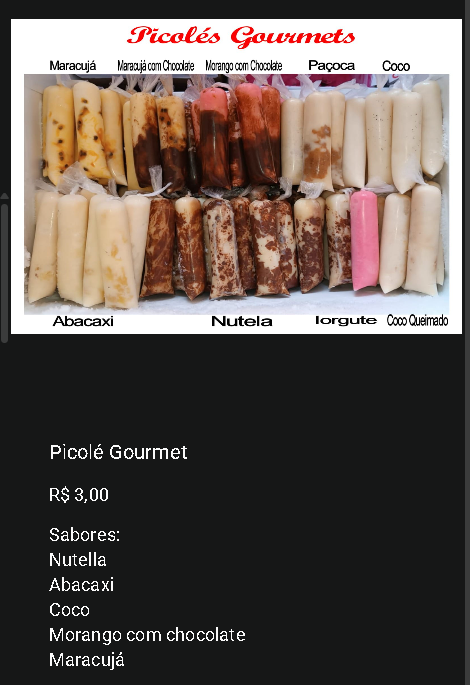 Picolés Gourmets
Maracujá Maracujá com Chocolate Morango com Chocolate Paçoca Coco
Abacaxi Nutela Iorgute Coco Queimado
Picolé Gourmet
R$ 3,00
Sabores:
Nutella
Abacaxi
Coco
Morango com chocolate
Maracujá